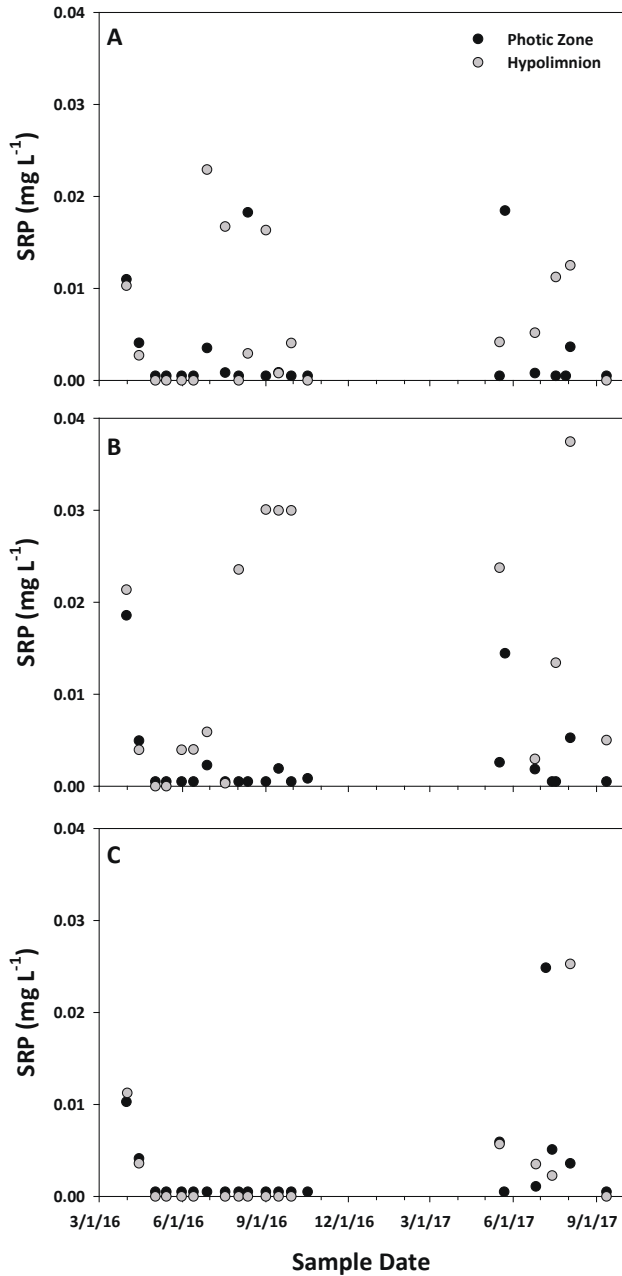 0.04
A
Photic Zone
Hypolimnion
0.03
SRP (mg L⁻¹)
0.02
0.01
0.00
0.04
B
0.03
SRP (mg L⁻¹)
0.02
0.01
0.00
0.04
C
0.03
SRP (mg L⁻¹)
0.02
0.01
0.00
3/1/16 6/1/16 9/1/16 12/1/16 3/1/17 6/1/17 9/1/17
Sample Date